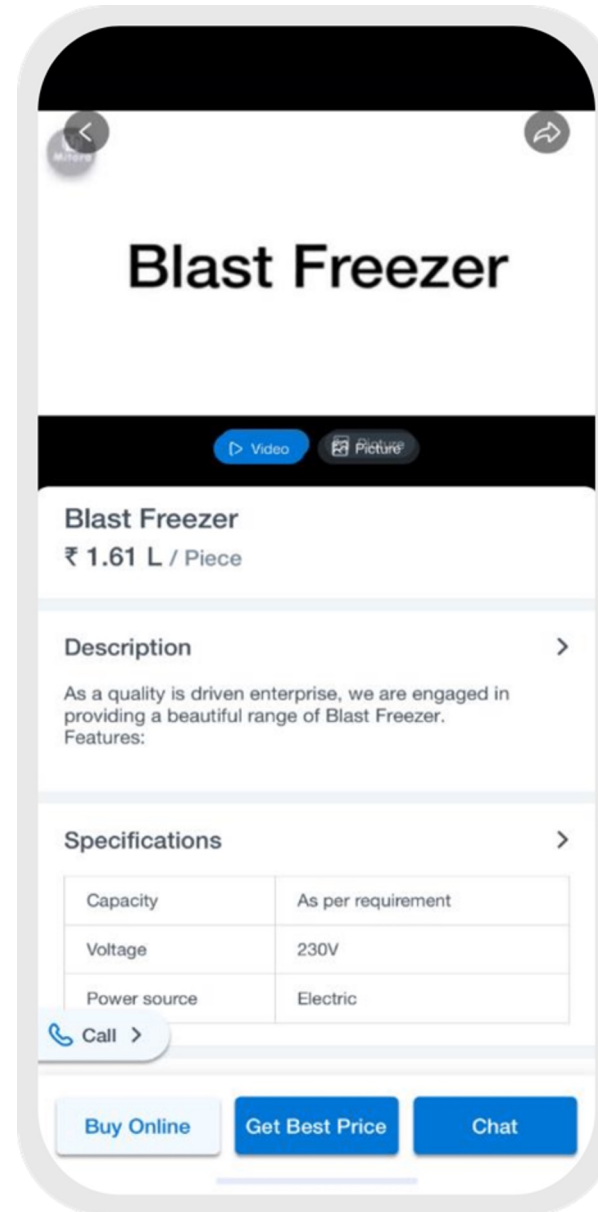 Mitora
Blast Freezer
Video
Picture
Blast Freezer
₹ 1.61 L / Piece
Description
As a quality is driven enterprise, we are engaged in
providing a beautiful range of Blast Freezer.
Features:
Specifications
Capacity As per requirement
Voltage 230V
Power source Electric
Call
Buy Online Get Best Price Chat